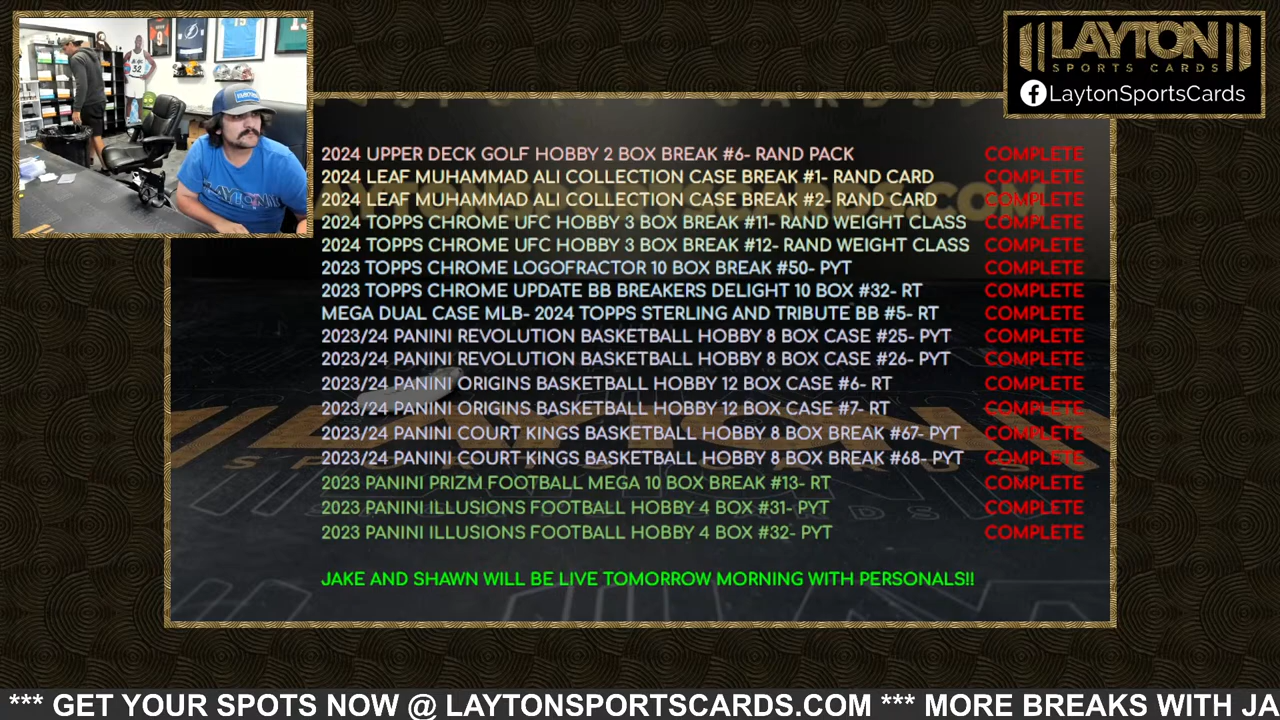 LAYTON
SPORTS CARDS
LaytonSportsCards
2024 UPPER DECK GOLF HOBBY 2 BOX BREAK #6- RAND PACK COMPLETE
2024 LEAF MUHAMMAD ALI COLLECTION CASE BREAK #1- RAND CARD COMPLETE
2024 LEAF MUHAMMAD ALI COLLECTION CASE BREAK #2- RAND CARD COMPLETE
2024 TOPPS CHROME UFC HOBBY 3 BOX BREAK #11- RAND WEIGHT CLASS COMPLETE
2024 TOPPS CHROME UFC HOBBY 3 BOX BREAK #12- RAND WEIGHT CLASS COMPLETE
2023 TOPPS CHROME LOGOFRACTOR 10 BOX BREAK #50- PYT COMPLETE
2023 TOPPS CHROME UPDATE BB BREAKERS DELIGHT 10 BOX #32- RT COMPLETE
MEGA DUAL CASE MLB- 2024 TOPPS STERLING AND TRIBUTE BB #5- RT COMPLETE
2023/24 PANINI REVOLUTION BASKETBALL HOBBY 8 BOX CASE #25- PYT COMPLETE
2023/24 PANINI REVOLUTION BASKETBALL HOBBY 8 BOX CASE #26- PYT COMPLETE
2023/24 PANINI ORIGINS BASKETBALL HOBBY 12 BOX CASE #6- RT COMPLETE
2023/24 PANINI ORIGINS BASKETBALL HOBBY 12 BOX CASE #7- RT COMPLETE
2023/24 PANINI COURT KINGS BASKETBALL HOBBY 8 BOX BREAK #67- PYT COMPLETE
2023/24 PANINI COURT KINGS BASKETBALL HOBBY 8 BOX BREAK #68- PYT COMPLETE
2023 PANINI PRIZM FOOTBALL MEGA 10 BOX BREAK #13- RT COMPLETE
2023 PANINI ILLUSIONS FOOTBALL HOBBY 4 BOX #31- PYT COMPLETE
2023 PANINI ILLUSIONS FOOTBALL HOBBY 4 BOX #32- PYT COMPLETE
JAKE AND SHAWN WILL BE LIVE TOMORROW MORNING WITH PERSONALS!!
*** GET YOUR SPOTS NOW @ LAYTONSPORTSCARDS.COM *** MORE BREAKS WITH JA